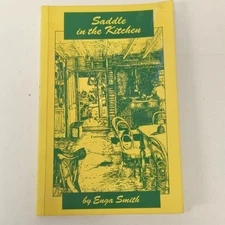 Saddle
in the Kitchen
by Enga Smith